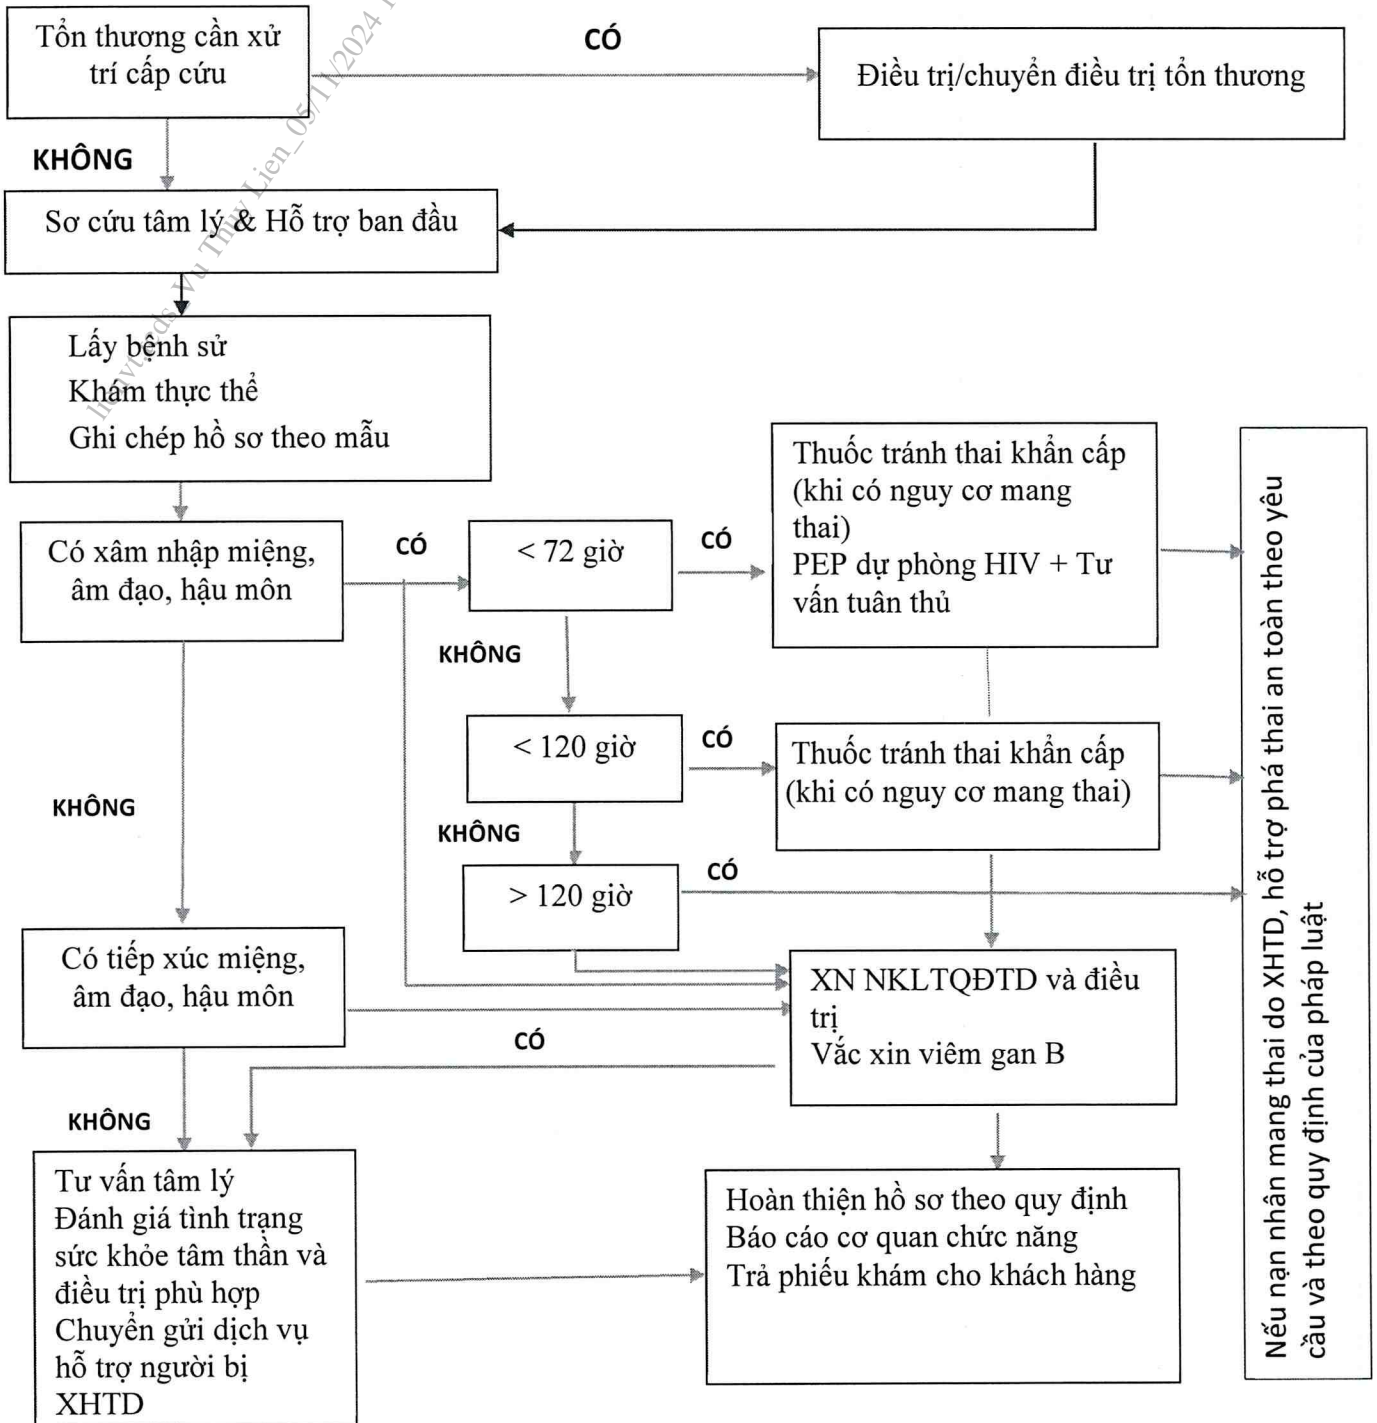 Tổn thương cần xử
trí cấp cứu
CÓ
Điều trị/chuyển điều trị tổn thương
KHÔNG
Sơ cứu tâm lý & Hỗ trợ ban đầu
Lấy bệnh sử
Khám thực thể
Ghi chép hồ sơ theo mẫu
Có xâm nhập miệng,
âm đạo, hậu môn
CÓ
< 72 giờ
CÓ
Thuốc tránh thai khẩn cấp
(khi có nguy cơ mang
thai)
PEP dự phòng HIV + Tư
vấn tuân thủ
KHÔNG
< 120 giờ
CÓ
Thuốc tránh thai khẩn cấp
(khi có nguy cơ mang thai)
KHÔNG
KHÔNG
> 120 giờ
CÓ
Có tiếp xúc miệng,
âm đạo, hậu môn
CÓ
XN NKLTQĐTD và điều
trị
Vắc xin viêm gan B
KHÔNG
Tư vấn tâm lý
Đánh giá tình trạng
sức khỏe tâm thần và
điều trị phù hợp
Chuyển gửi dịch vụ
hỗ trợ người bị
XHTD
Hoàn thiện hồ sơ theo quy định
Báo cáo cơ quan chức năng
Trả phiếu khám cho khách hàng
Nếu nạn nhân mang thai do XHTD, hỗ trợ phá thai an toàn theo yêu
cầu và theo quy định của pháp luật
Vu Thuy Lien_05/11/2024